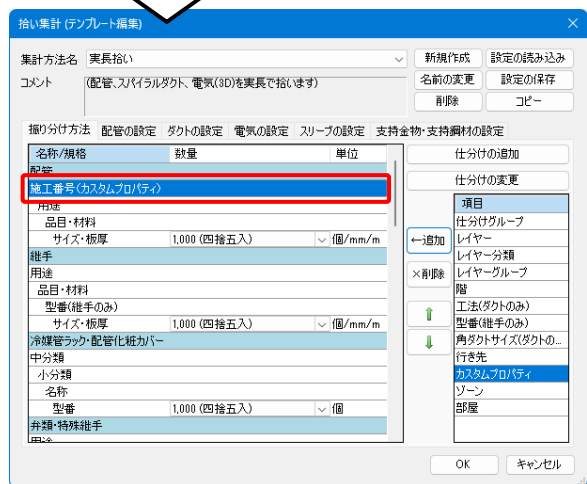 拾い集計 (テンプレート編集)
集計方法名 実長拾い 新規作成 設定の読み込み
コメント (配管、スパイラルダクト、電気(3D)を実長で拾います) 名前の変更 設定の保存
削除 コピー
振り分け方法 配管の設定 ダクトの設定 電気の設定 スリーブの設定 支持金物・支持鋼材の設定
名称/規格 数量 単位 仕分けの追加
配管
施工番号(カスタムプロパティ) 仕分けの変更
用途 項目
品目・材料 仕分けグループ
サイズ・板厚 1,000 (四捨五入) 個/mm/m ←追加 レイヤー
継手 レイヤー分類
用途 ×削除 レイヤーグループ
品目・材料 階
型番(継手のみ) 工法(ダクトのみ)
サイズ・板厚 1,000 (四捨五入) 個/mm/m 型番(継手のみ)
冷媒管ラック・配管化粧カバー 角ダクトサイズ(ダクトの...
中分類 行き先
小分類 カスタムプロパティ
名称 ゾーン
型番 1,000 (四捨五入) 個 部屋
弁類・特殊継手
用途
OK キャンセル